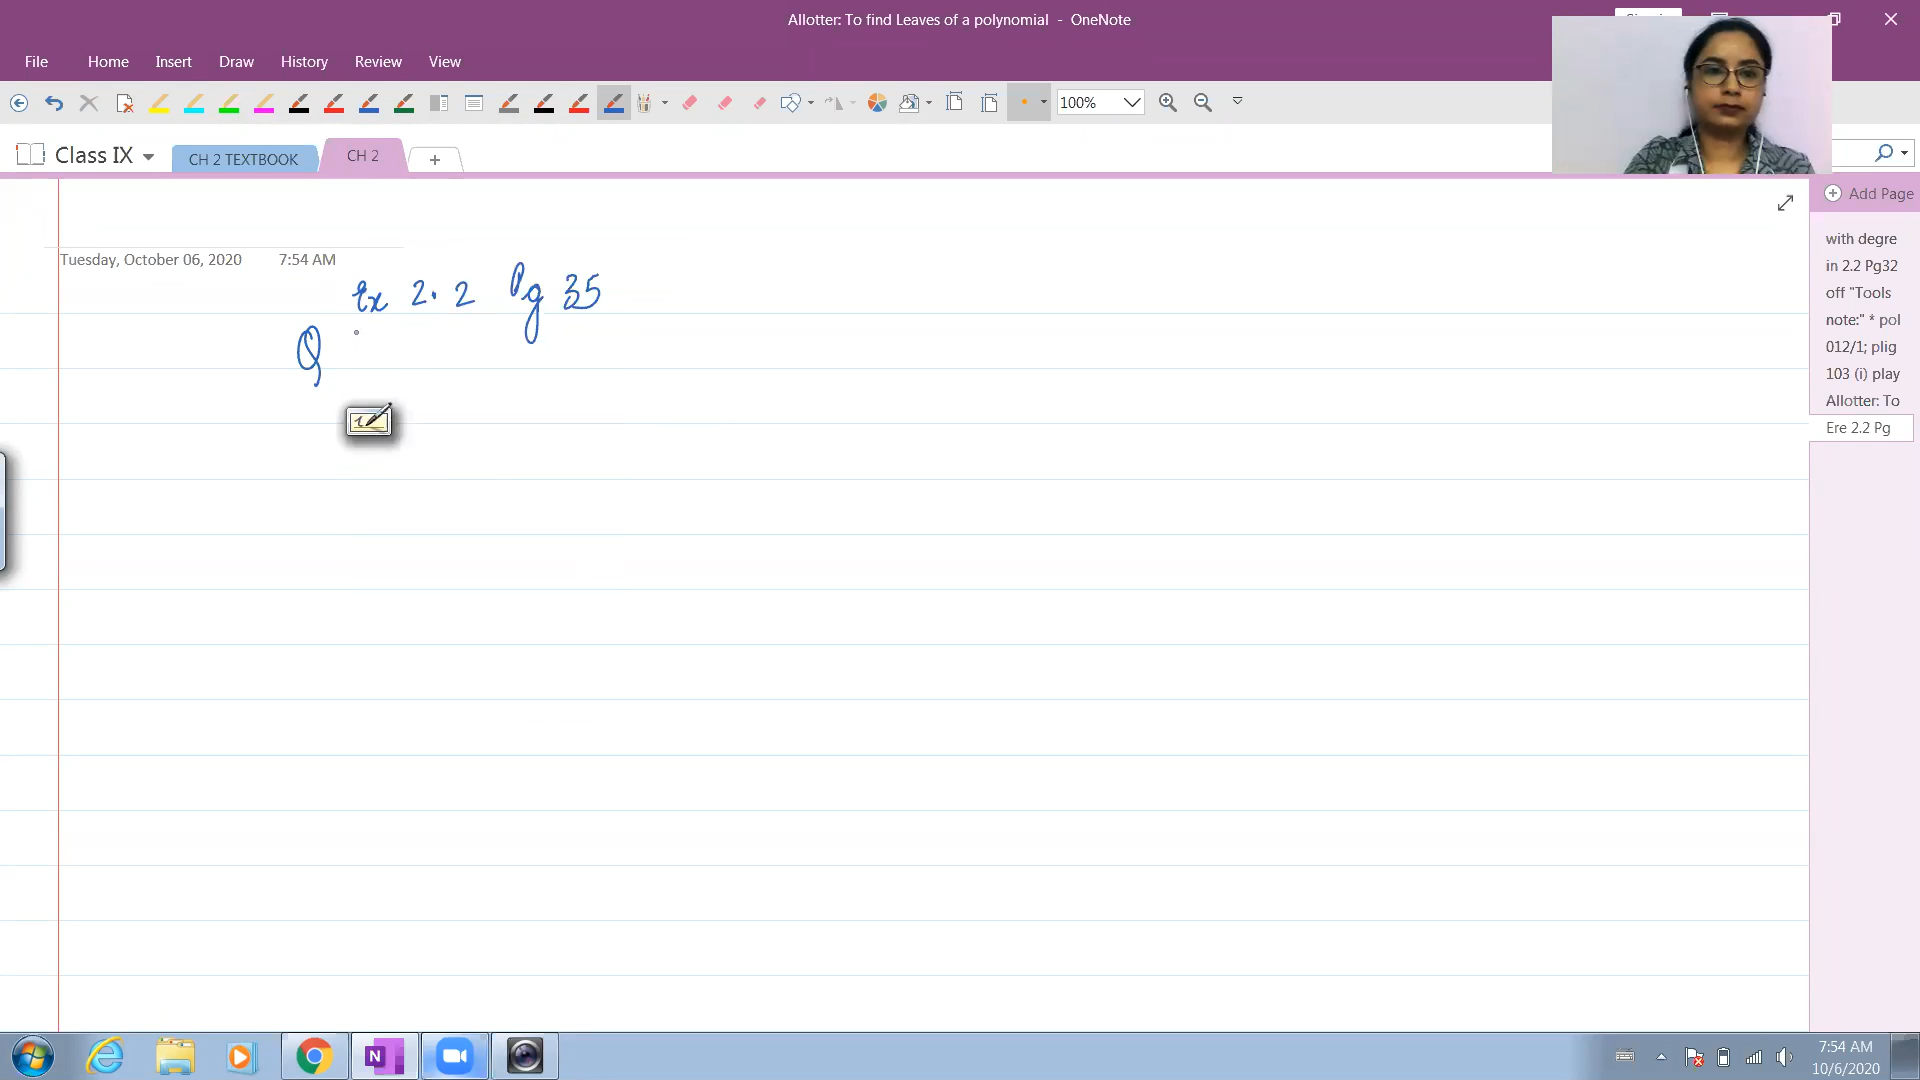 Allotter: To find Leaves of a polynomial - OneNote
File Home Insert Draw History Review View
100%
Class IX CH 2 TEXTBOOK CH 2
Add Page
with degre
in 2.2 Pg32
off "Tools
note:" * pol
012/1; plig
103 (i) play
Allotter: To
Ere 2.2 Pg
Tuesday, October 06, 2020 7:54 AM
Ex 2.2 Pg 35
Q
7:54 AM
10/6/2020